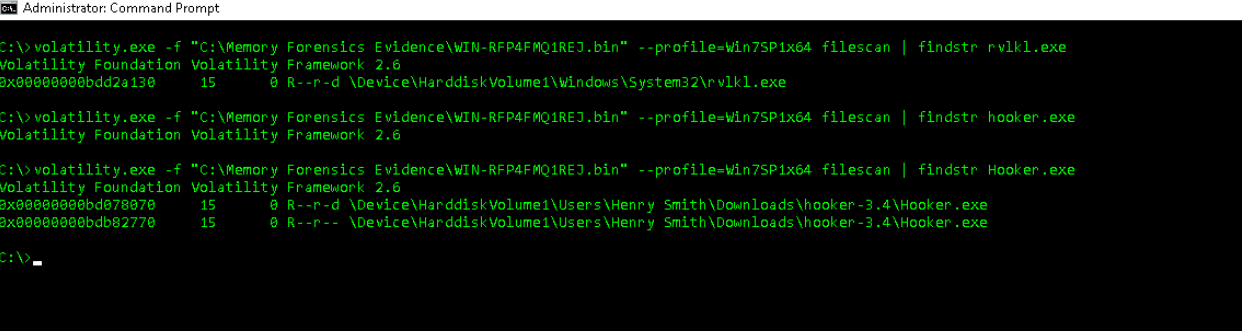 Administrator: Command Prompt
C:\>volatility.exe -f "C:\Memory Forensics Evidence\WIN-RFP4FMQ1REJ.bin" --profile=Win7SP1x64 filescan | findstr rvlkl.exe
Volatility Foundation Volatility Framework 2.6
0x00000000bdd2a130     15      0 R--r-d \Device\HarddiskVolume1\Windows\System32\rvlkl.exe
C:\>volatility.exe -f "C:\Memory Forensics Evidence\WIN-RFP4FMQ1REJ.bin" --profile=Win7SP1x64 filescan | findstr hooker.exe
Volatility Foundation Volatility Framework 2.6
C:\>volatility.exe -f "C:\Memory Forensics Evidence\WIN-RFP4FMQ1REJ.bin" --profile=Win7SP1x64 filescan | findstr Hooker.exe
Volatility Foundation Volatility Framework 2.6
0x00000000bd078070     15      0 R--r-d \Device\HarddiskVolume1\Users\Henry Smith\Downloads\hooker-3.4\Hooker.exe
0x00000000bdb82770     15      0 R--r-- \Device\HarddiskVolume1\Users\Henry Smith\Downloads\hooker-3.4\Hooker.exe
C:\>